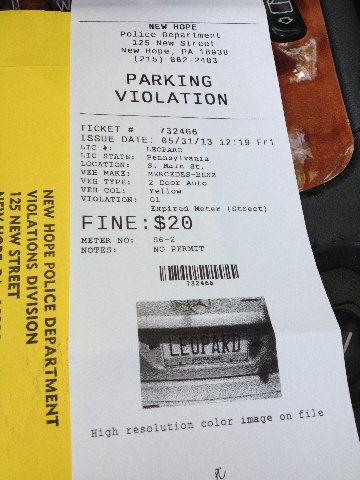 NEW HOPE
Police Department
125 New Street
New Hope, PA 18938
(215) 862-2483
PARKING
VIOLATION
TICKET # 732466
ISSUE DATE: 05/31/13 12:19 Fri
LIC #: LEOPARD
LIC STATE: Pennsylvania
LOCATION: S. Main St.
VEH MAKE: MERCEDES-BENZ
VEH TYPE: 2 Door Auto
VEH COL: Yellow
VIOLATION: 01
Expired Meter (Street)
FINE: $20
METER NO: S6-2
NOTES: NO PERMIT
732466
LEOPARD
High resolution color image on file
NEW HOPE POLICE DEPARTMENT
VIOLATIONS DIVISION
125 NEW STREET